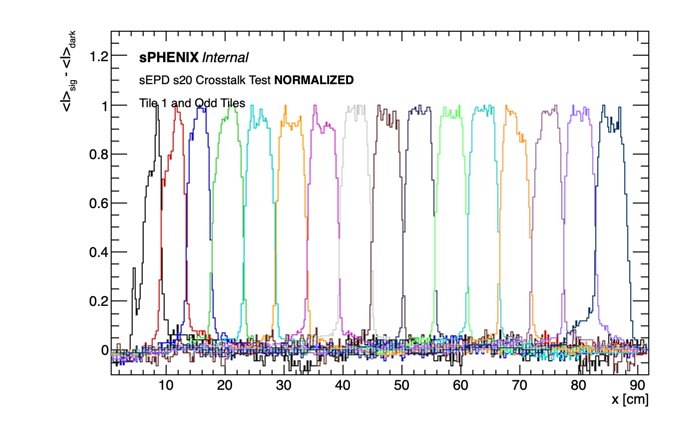 <I>sig - <I>dark
sPHENIX Internal
sEPD s20 Crosstalk Test NORMALIZED
Tile 1 and Odd Tiles
1.2
1
0.8
0.6
0.4
0.2
0
10 20 30 40 50 60 70 80 90
x [cm]